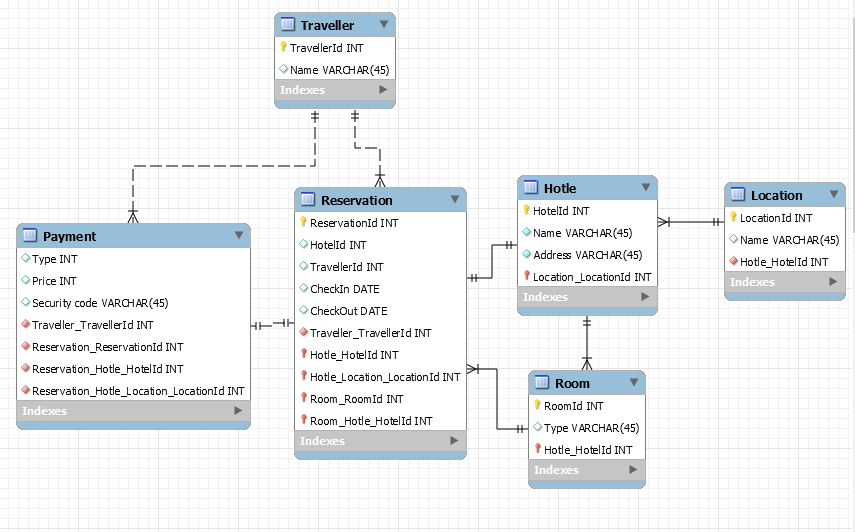 Traveller
TravellerId INT
Name VARCHAR(45)
Indexes
Payment
Type INT
Price INT
Security code VARCHAR(45)
Traveller_TravellerId INT
Reservation_ReservationId INT
Reservation_Hotle_HotelId INT
Reservation_Hotle_Location_LocationId INT
Indexes
Reservation
ReservationId INT
HotelId INT
TravellerId INT
CheckIn DATE
CheckOut DATE
Traveller_TravellerId INT
Hotle_HotelId INT
Hotle_Location_LocationId INT
Room_RoomId INT
Room_Hotle_HotelId INT
Indexes
Hotle
HotelId INT
Name VARCHAR(45)
Address VARCHAR(45)
Location_LocationId INT
Indexes
Location
LocationId INT
Name VARCHAR(45)
Hotle_HotelId INT
Indexes
Room
RoomId INT
Type VARCHAR(45)
Hotle_HotelId INT
Indexes